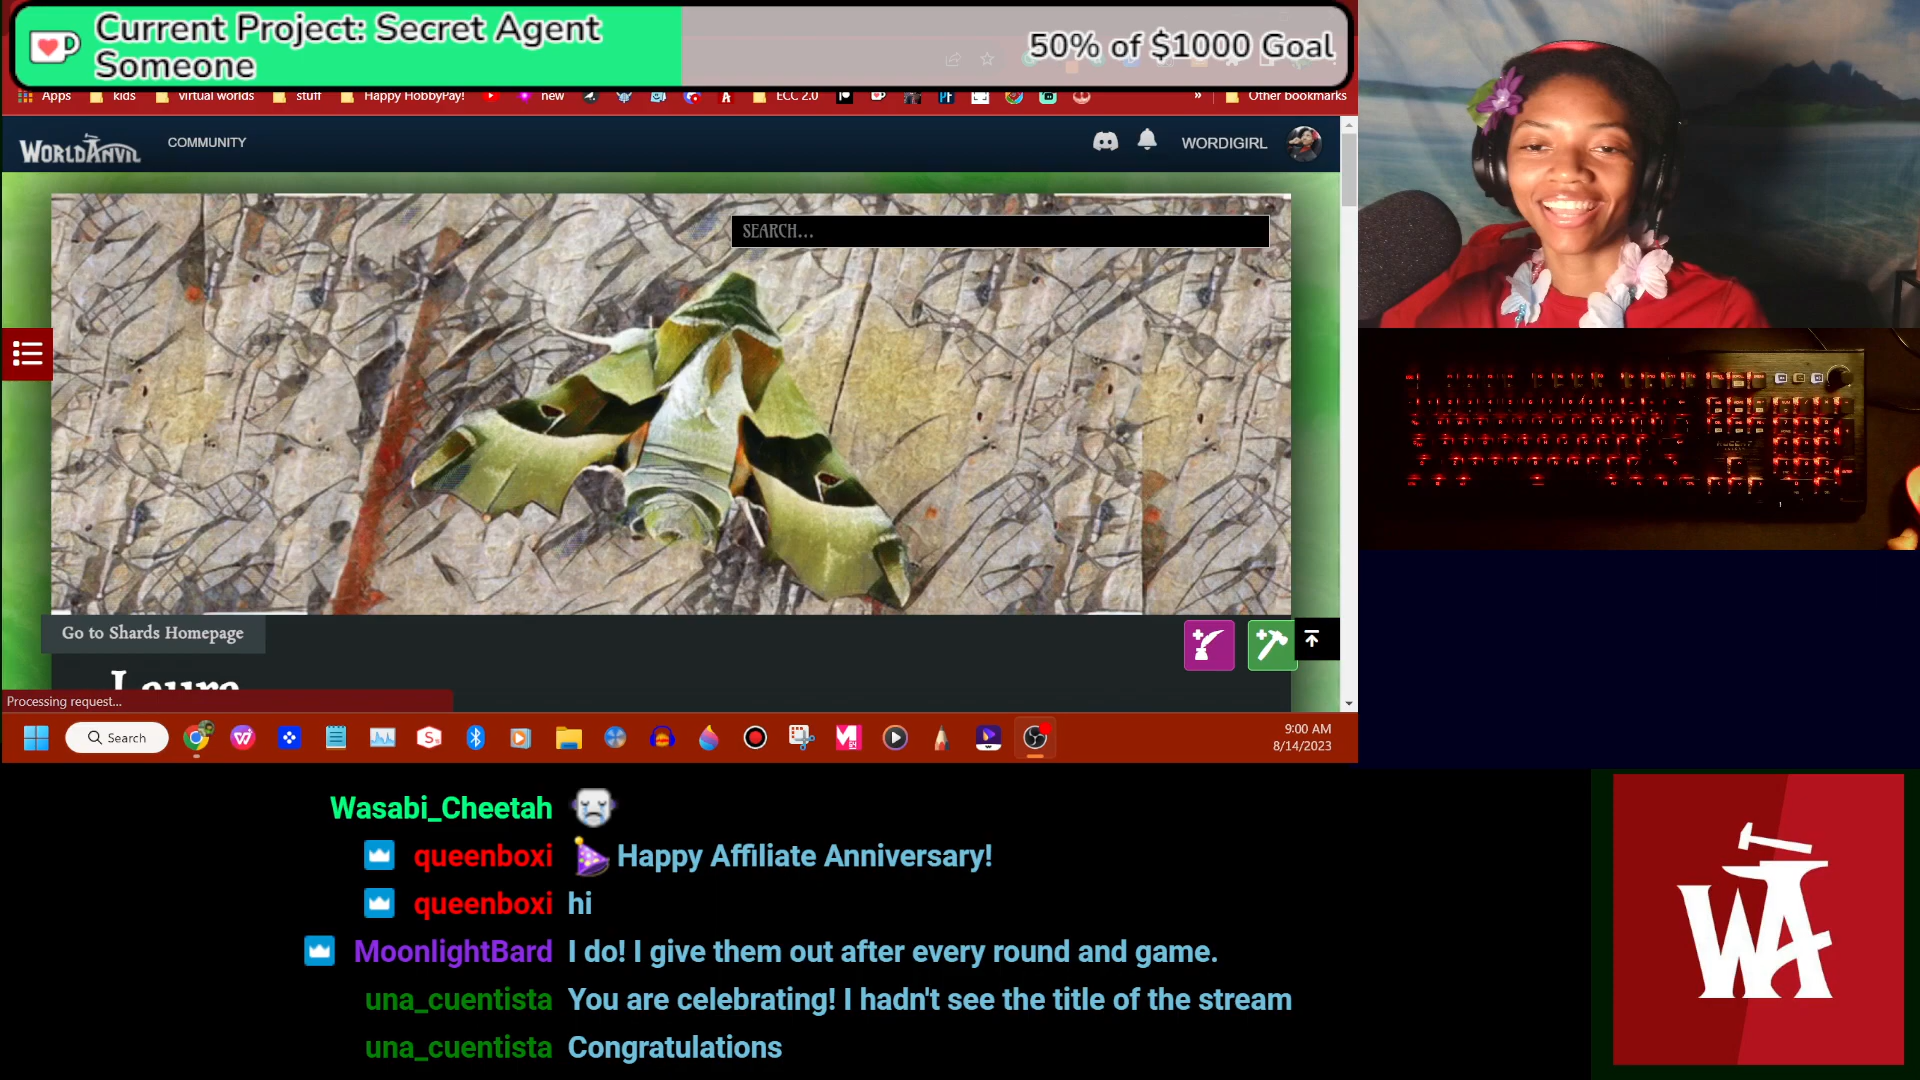 Current Project: Secret Agent
Someone
50% of $1000 Goal
Apps
kids
virtual worlds
stuff
Happy HobbyPay!
new
ECC 2.0
»
Other bookmarks
WORLDANVIL
COMMUNITY
WORDIGIRL
SEARCH...
Go to Shards Homepage
Processing request...
Search
9:00 AM
8/14/2023
Wasabi_Cheetah
queenboxi Happy Affiliate Anniversary!
queenboxi hi
MoonlightBard I do! I give them out after every round and game.
una_cuentista You are celebrating! I hadn't see the title of the stream
una_cuentista Congratulations
WA